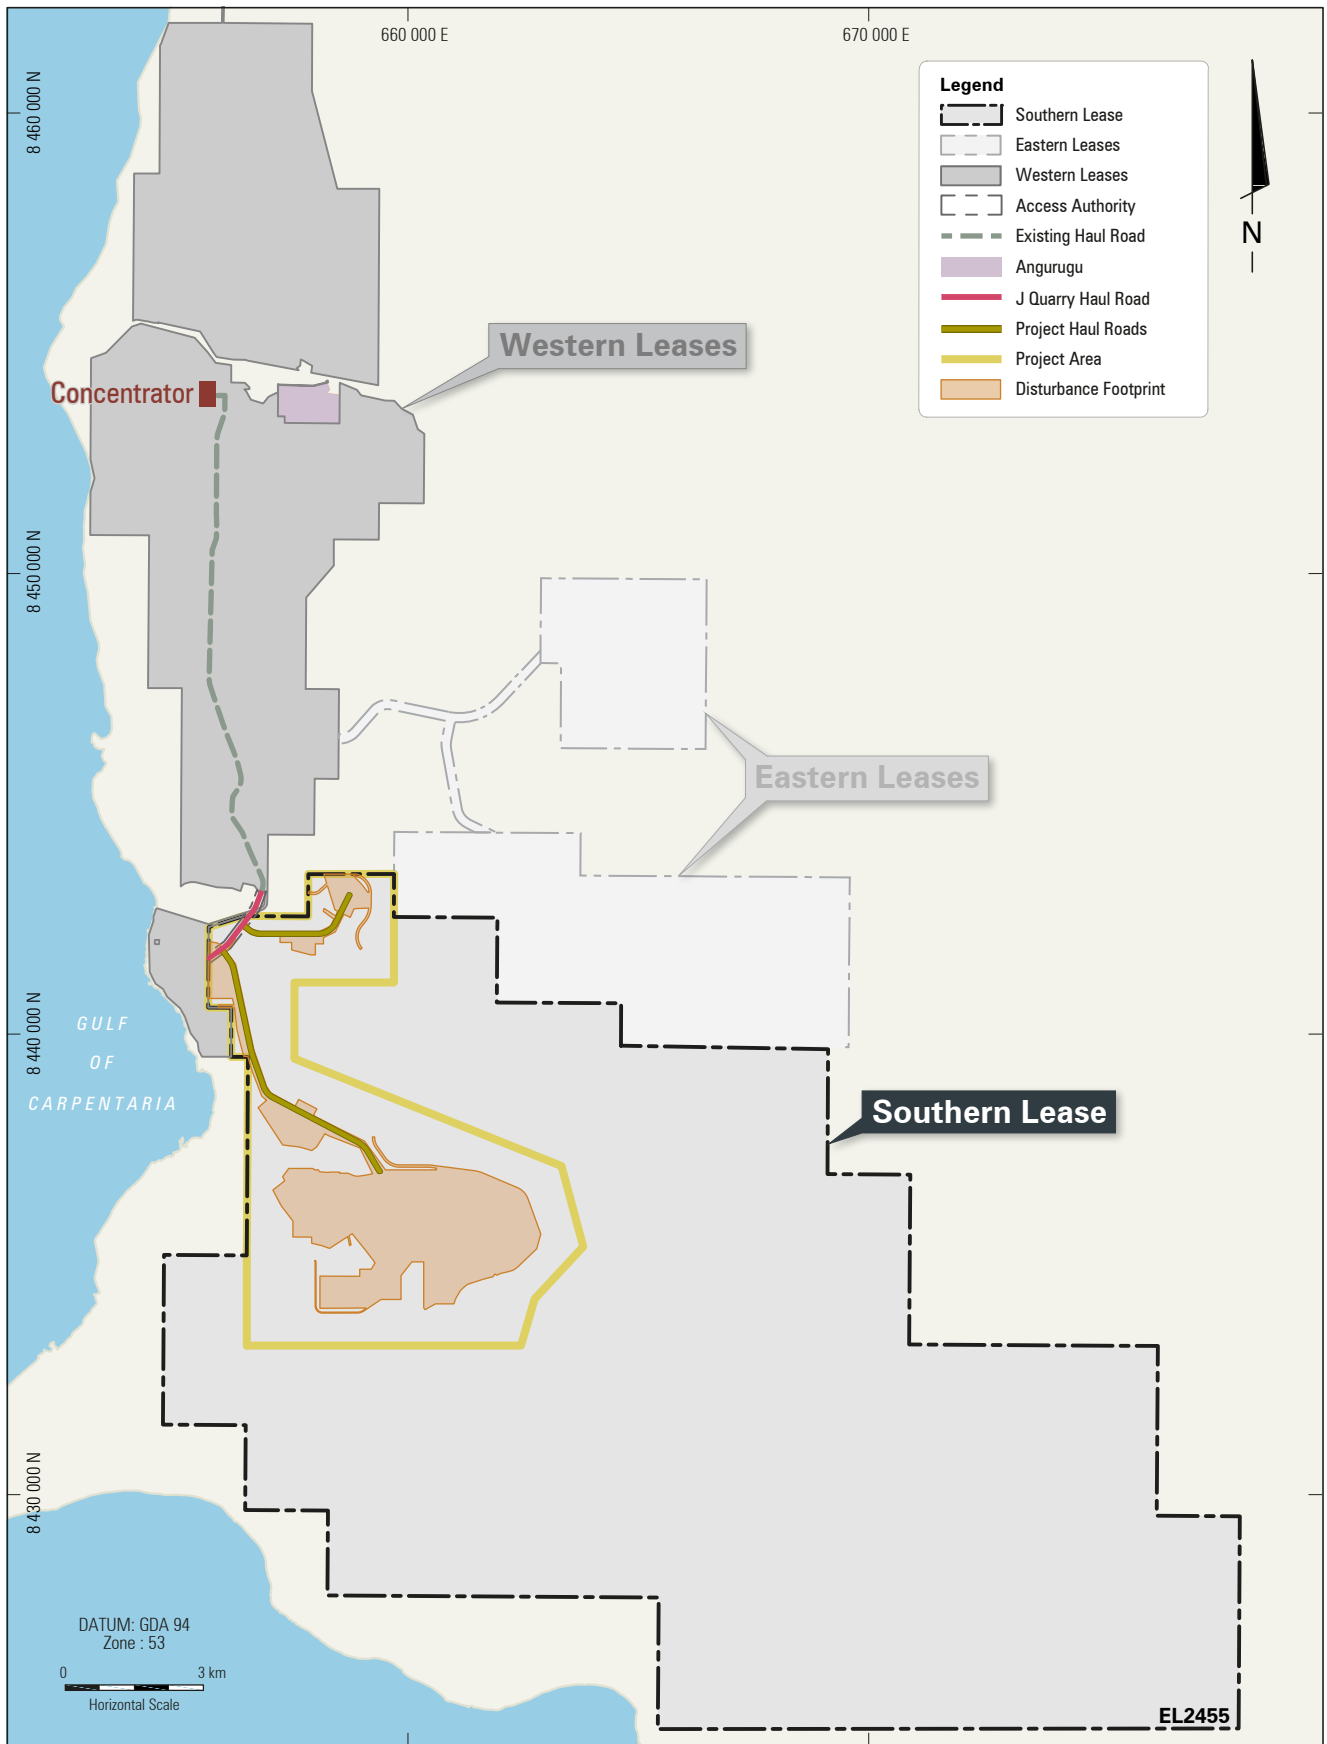 660 000 E
670 000 E
8 460 000 N
8 450 000 N
8 440 000 N
8 430 000 N
Legend
Southern Lease
Eastern Leases
Western Leases
Access Authority
Existing Haul Road
Angurugu
J Quarry Haul Road
Project Haul Roads
Project Area
Disturbance Footprint
N
Western Leases
Concentrator
Eastern Leases
GULF
OF
CARPENTARIA
Southern Lease
DATUM: GDA 94
Zone : 53
0 3 km
Horizontal Scale
EL2455